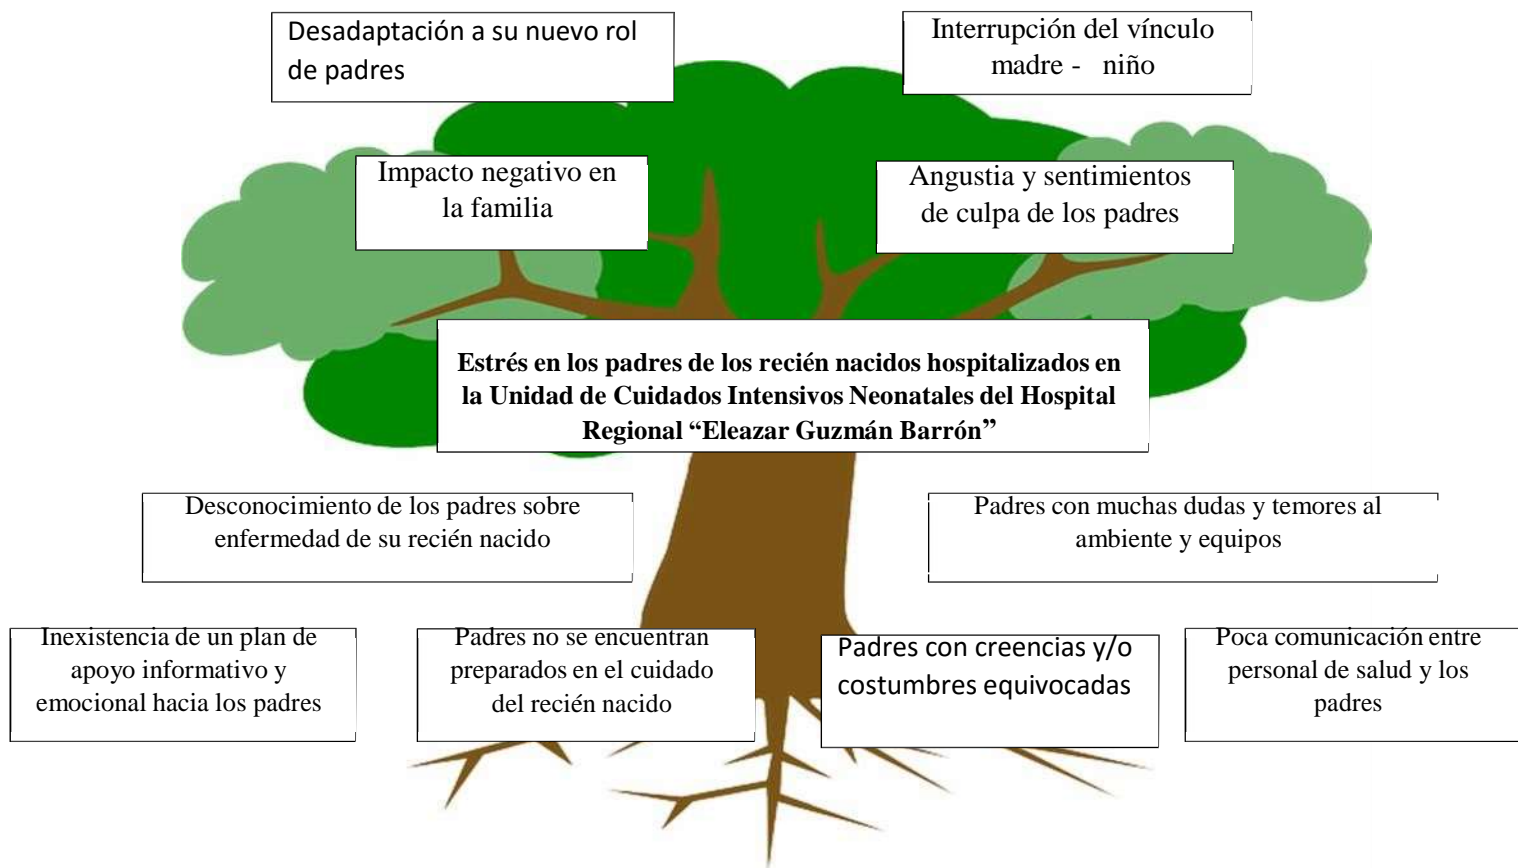 Desadaptación a su nuevo rol
de padres
Interrupción del vínculo
madre - niño
Impacto negativo en
la familia
Angustia y sentimientos
de culpa de los padres
Estrés en los padres de los recién nacidos hospitalizados en
la Unidad de Cuidados Intensivos Neonatales del Hospital
Regional “Eleazar Guzmán Barrón”
Desconocimiento de los padres sobre
enfermedad de su recién nacido
Padres con muchas dudas y temores al
ambiente y equipos
Inexistencia de un plan de
apoyo informativo y
emocional hacia los padres
Padres no se encuentran
preparados en el cuidado
del recién nacido
Padres con creencias y/o
costumbres equivocadas
Poca comunicación entre
personal de salud y los
padres